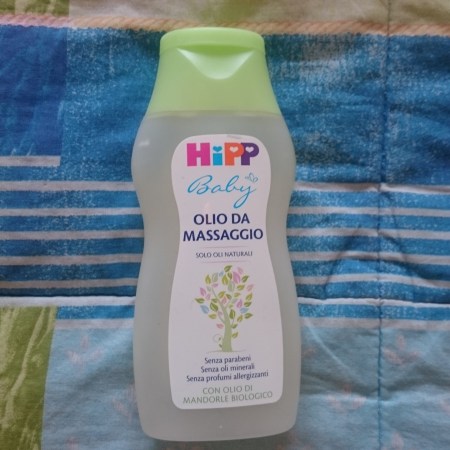 HiPP
Baby
OLIO DA
MASSAGGIO
SOLO OLI NATURALI
Senza parabeni
Senza oli minerali
Senza profumi allergizzanti
CON OLIO DI
MANDORLE BIOLOGICO